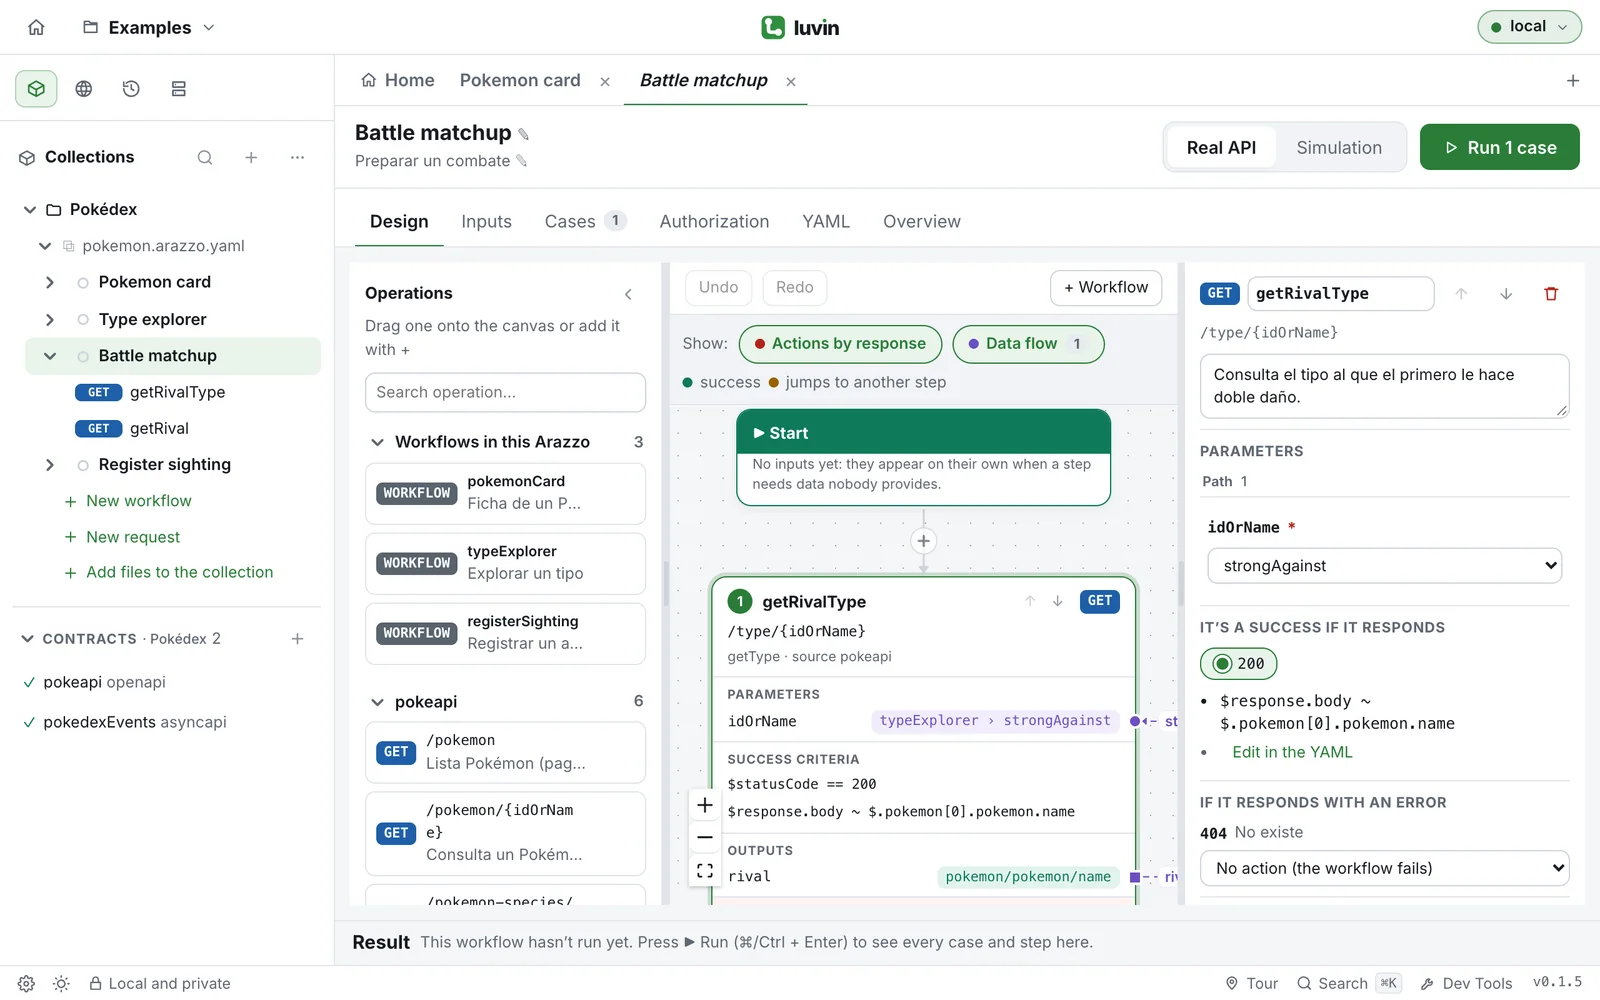 Examples
luvin
local
Home
Pokemon card
Battle matchup
Collections
Pokédex
pokemon.arazzo.yaml
Pokemon card
Type explorer
Battle matchup
GET getRivalType
GET getRival
Register sighting
+ New workflow
+ New request
+ Add files to the collection
CONTRACTS · Pokédex 2
pokeapi openapi
pokedexEvents asyncapi
Battle matchup
Preparar un combate
Real API
Simulation
Run 1 case
Design
Inputs
Cases 1
Authorization
YAML
Overview
Operations
Drag one onto the canvas or add it
with +
Search operation...
Workflows in this Arazzo 3
WORKFLOW
pokemonCard
Ficha de un P...
WORKFLOW
typeExplorer
Explorar un tipo
WORKFLOW
registerSighting
Registrar un a...
pokeapi 6
GET
/pokemon
Lista Pokémon (pag...
GET
/pokemon/{idOrNam
e}
Consulta un Pokém...
/pokemon-species/
Undo
Redo
+ Workflow
Show:
Actions by response
Data flow 1
success
jumps to another step
Start
No inputs yet: they appear on their own when a step
needs data nobody provides.
1 getRivalType GET
/type/{idOrName}
getType · source pokeapi
PARAMETERS
idOrName typeExplorer › strongAgainst
st
SUCCESS CRITERIA
$statusCode == 200
$response.body ~ $.pokemon[0].pokemon.name
OUTPUTS
rival pokemon/pokemon/name
GET getRivalType
/type/{idOrName}
Consulta el tipo al que el primero le hace
doble daño.
PARAMETERS
Path 1
idOrName *
strongAgainst
IT’S A SUCCESS IF IT RESPONDS
200
• $response.body ~
$.pokemon[0].pokemon.name
• Edit in the YAML
IF IT RESPONDS WITH AN ERROR
404 No existe
No action (the workflow fails)
Result This workflow hasn’t run yet. Press ▶ Run (⌘/Ctrl + Enter) to see every case and step here.
Local and private
Tour
Search ⌘K
Dev Tools
v0.1.5